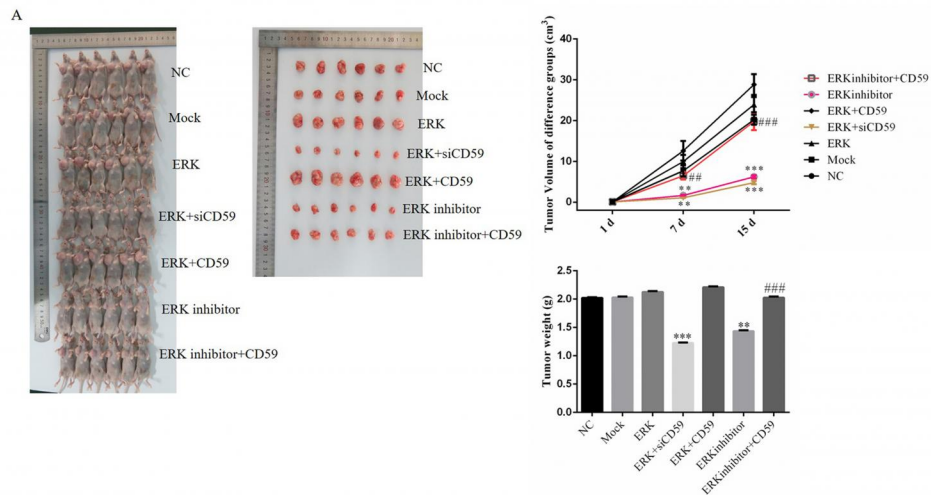 A
NC
Mock
ERK
ERK+siCD59
ERK+CD59
ERK inhibitor
ERK inhibitor+CD59
NC
Mock
ERK
ERK+siCD59
ERK+CD59
ERK inhibitor
ERK inhibitor+CD59
Tumor Volume of difference groups (cm3)
40
30
20
10
0
1 d
7 d
15 d
##
**
**
###
***
***
ERKinhibitor+CD59
ERKinhibitor
ERK+CD59
ERK+siCD59
ERK
Mock
NC
Tumor weight (g)
2.5
2.0
1.5
1.0
0.5
0.0
***
**
###
NC
Mock
ERK
ERK+siCD59
ERK+CD59
ERKinhibitor
ERKinhibitor+CD59